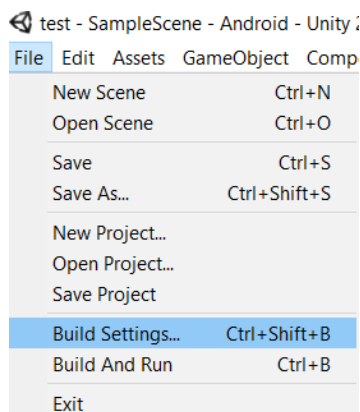 test - SampleScene - Android - Unity 2
File Edit Assets GameObject Comp
New Scene Ctrl+N
Open Scene Ctrl+O
Save Ctrl+S
Save As... Ctrl+Shift+S
New Project...
Open Project...
Save Project
Build Settings... Ctrl+Shift+B
Build And Run Ctrl+B
Exit